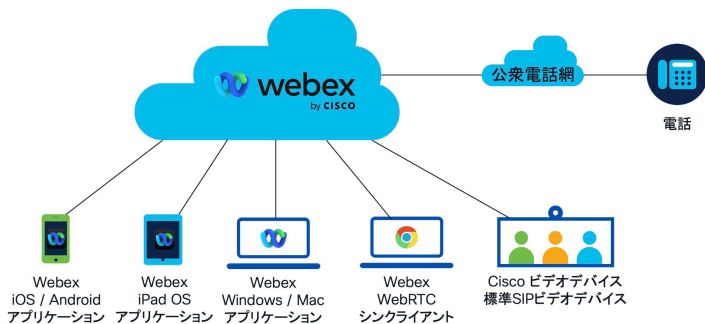 webex
by CISCO
公衆電話網
電話
Webex
iOS / Android
アプリケーション
Webex
iPad OS
アプリケーション
Webex
Windows / Mac
アプリケーション
Webex
WebRTC
シンクライアント
Cisco ビデオデバイス
標準SIPビデオデバイス